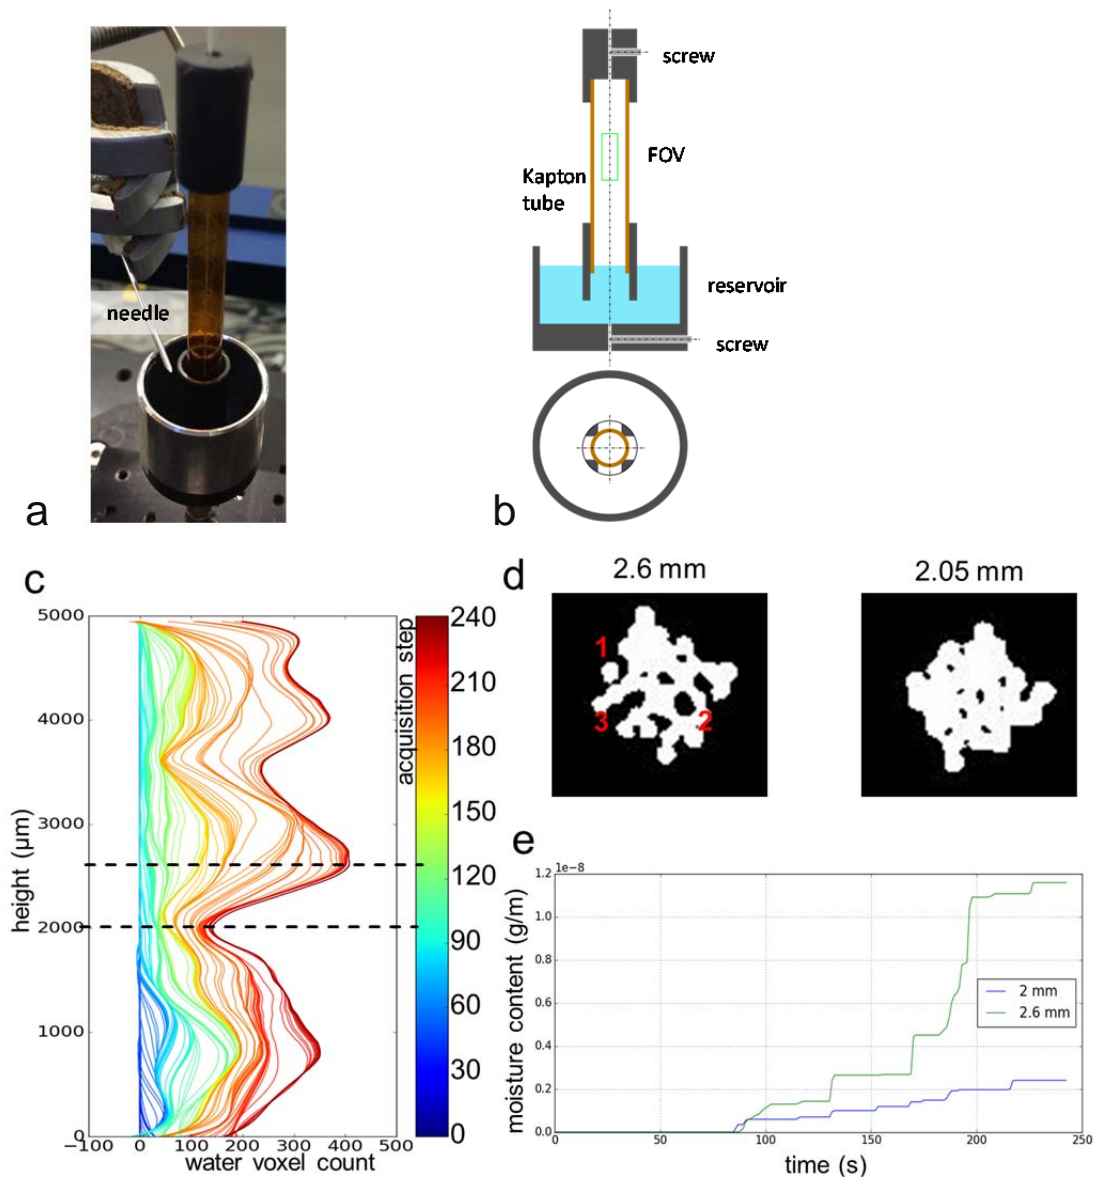 needle
a
screw
FOV
Kapton
tube
reservoir
screw
b
c
5000
4000
3000
2000
1000
0
height (µm)
−100
0
100
200
300
400
500
water voxel count
acquisition step
240
210
180
150
120
90
60
30
0
d
2.6 mm
2.05 mm
1
2
3
e
1e−8
1.2
1.0
0.8
0.6
0.4
0.2
0.0
moisture content (g/m)
2 mm
2.6 mm
0
50
100
150
200
250
time (s)